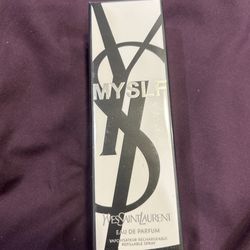 MYSLF
YVESSAINTLAURENT
EAU DE PARFUM
VAPORISATEUR RECHARGEABLE
REFILLABLE SPRAY